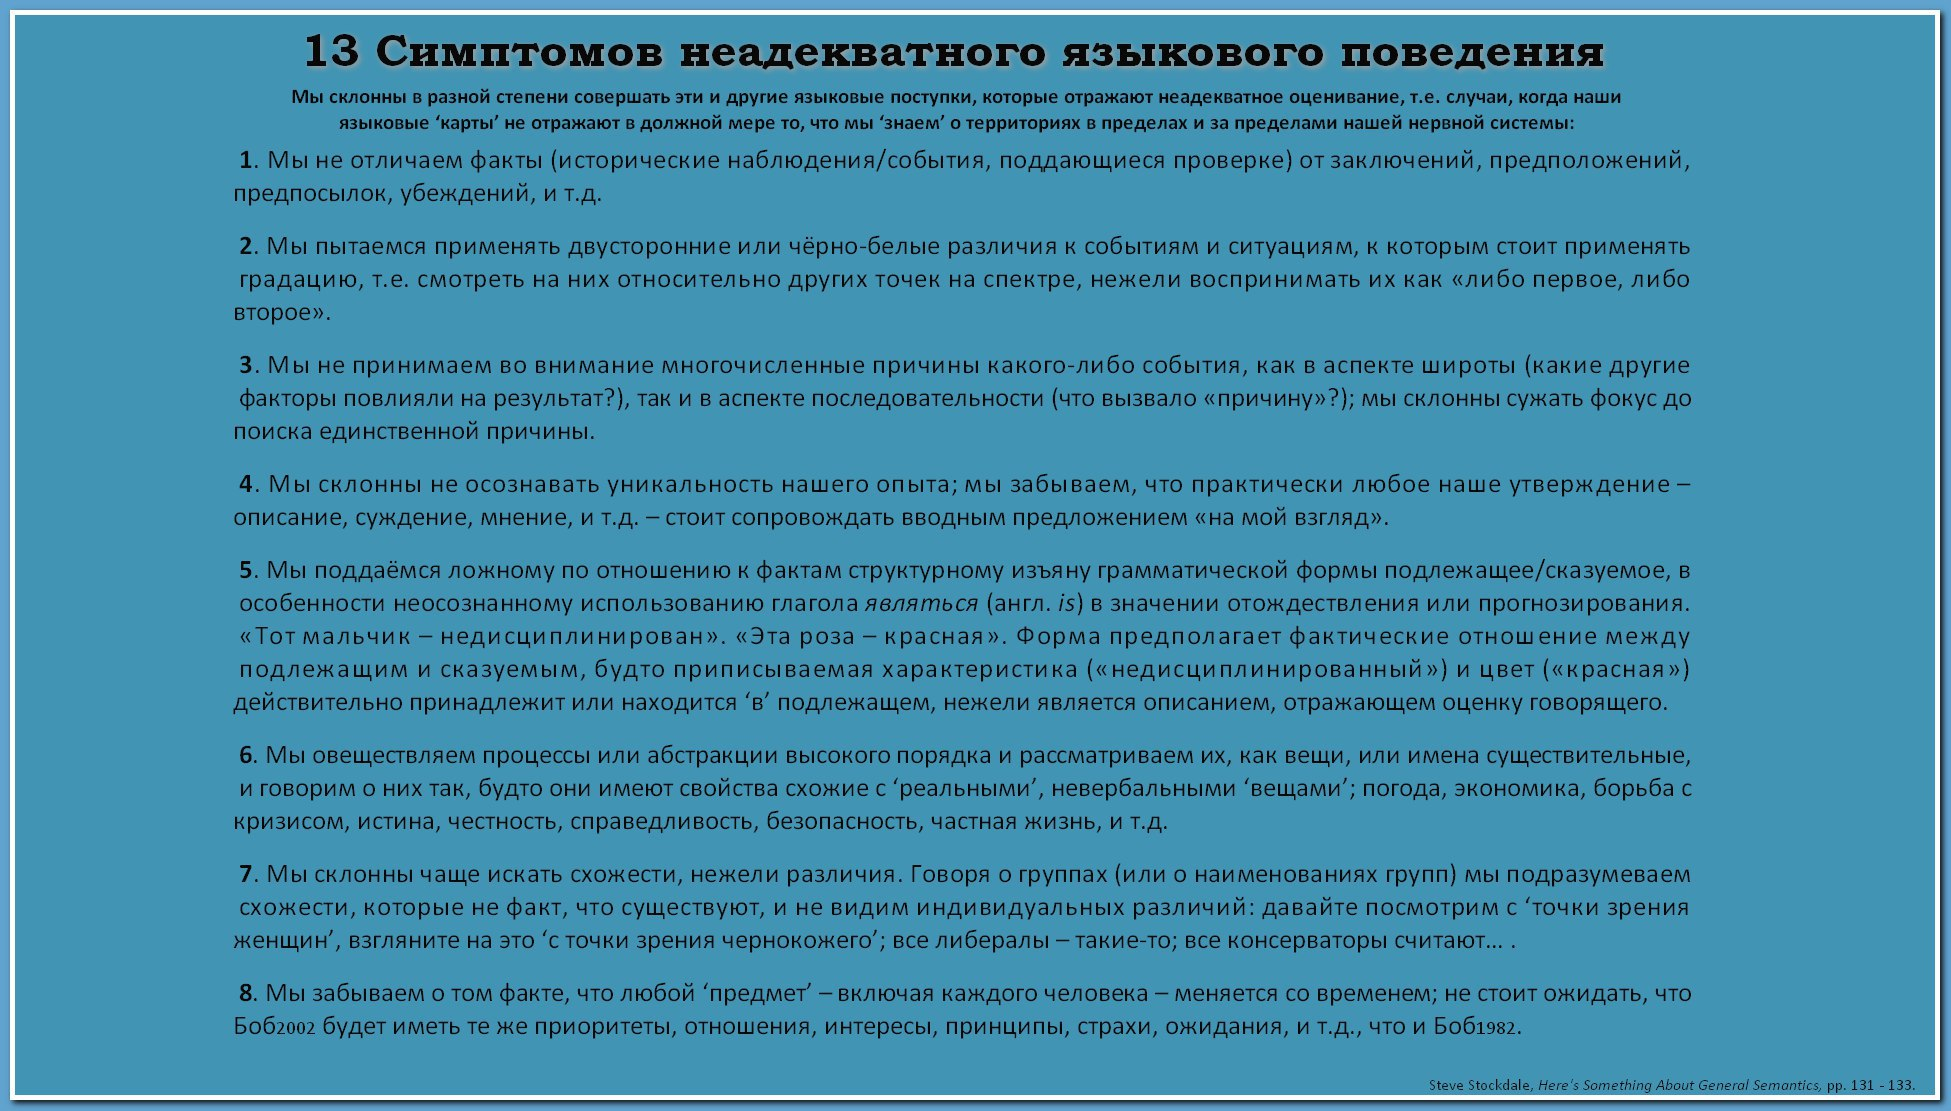 13 Симптомов неадекватного языкового поведения
Мы склонны в разной степени совершать эти и другие языковые поступки, которые отражают неадекватное оценивание, т.е. случаи, когда наши
языковые ‘карты’ не отражают в должной мере то, что мы ‘знаем’ о территориях в пределах и за пределами нашей нервной системы:
1. Мы не отличаем факты (исторические наблюдения/события, поддающиеся проверке) от заключений, предположений,
предпосылок, убеждений, и т.д.
2. Мы пытаемся применять двусторонние или чёрно-белые различия к событиям и ситуациям, к которым стоит применять
градацию, т.е. смотреть на них относительно других точек на спектре, нежели воспринимать их как «либо первое, либо
второе».
3. Мы не принимаем во внимание многочисленные причины какого-либо события, как в аспекте широты (какие другие
факторы повлияли на результат?), так и в аспекте последовательности (что вызвало «причину»?); мы склонны сужать фокус до
поиска единственной причины.
4. Мы склонны не осознавать уникальность нашего опыта; мы забываем, что практически любое наше утверждение –
описание, суждение, мнение, и т.д. – стоит сопровождать вводным предложением «на мой взгляд».
5. Мы поддаёмся ложному по отношению к фактам структурному изъяну грамматической формы подлежащее/сказуемое, в
особенности неосознанному использованию глагола являться (англ. is) в значении отождествления или прогнозирования.
«Тот мальчик – недисциплинирован». «Эта роза – красная». Форма предполагает фактические отношение между
подлежащим и сказуемым, будто приписываемая характеристика («недисциплинированный») и цвет («красная»)
действительно принадлежит или находится ‘в’ подлежащем, нежели является описанием, отражающем оценку говорящего.
6. Мы овеществляем процессы или абстракции высокого порядка и рассматриваем их, как вещи, или имена существительные,
и говорим о них так, будто они имеют свойства схожие с ‘реальными’, невербальными ‘вещами’; погода, экономика, борьба с
кризисом, истина, честность, справедливость, безопасность, частная жизнь, и т.д.
7. Мы склонны чаще искать схожести, нежели различия. Говоря о группах (или о наименованиях групп) мы подразумеваем
схожести, которые не факт, что существуют, и не видим индивидуальных различий: давайте посмотрим с ‘точки зрения
женщин’, взгляните на это ‘с точки зрения чернокожего’; все либералы – такие-то; все консерваторы считают... .
8. Мы забываем о том факте, что любой ‘предмет’ – включая каждого человека – меняется со временем; не стоит ожидать, что
Боб2002 будет иметь те же приоритеты, отношения, интересы, принципы, страхи, ожидания, и т.д., что и Боб1982.
Steve Stockdale, Here's Something About General Semantics, pp. 131 - 133.